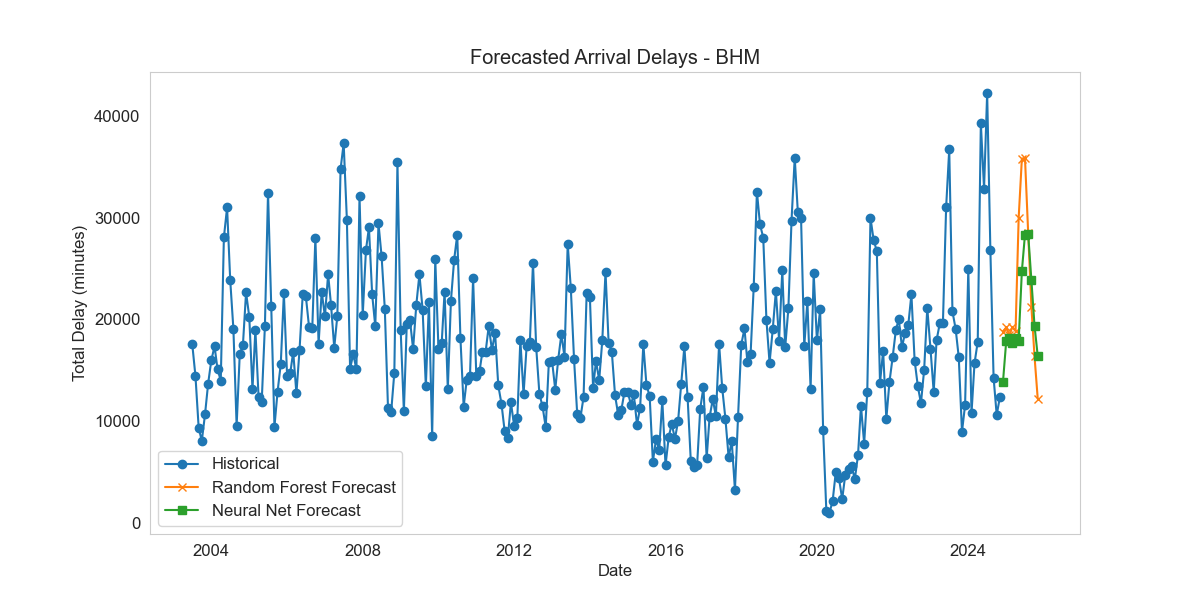 Forecasted Arrival Delays - BHM
Total Delay (minutes)
40000
30000
20000
10000
0
Historical
Random Forest Forecast
Neural Net Forecast
2004 2008 2012 2016 2020 2024
Date